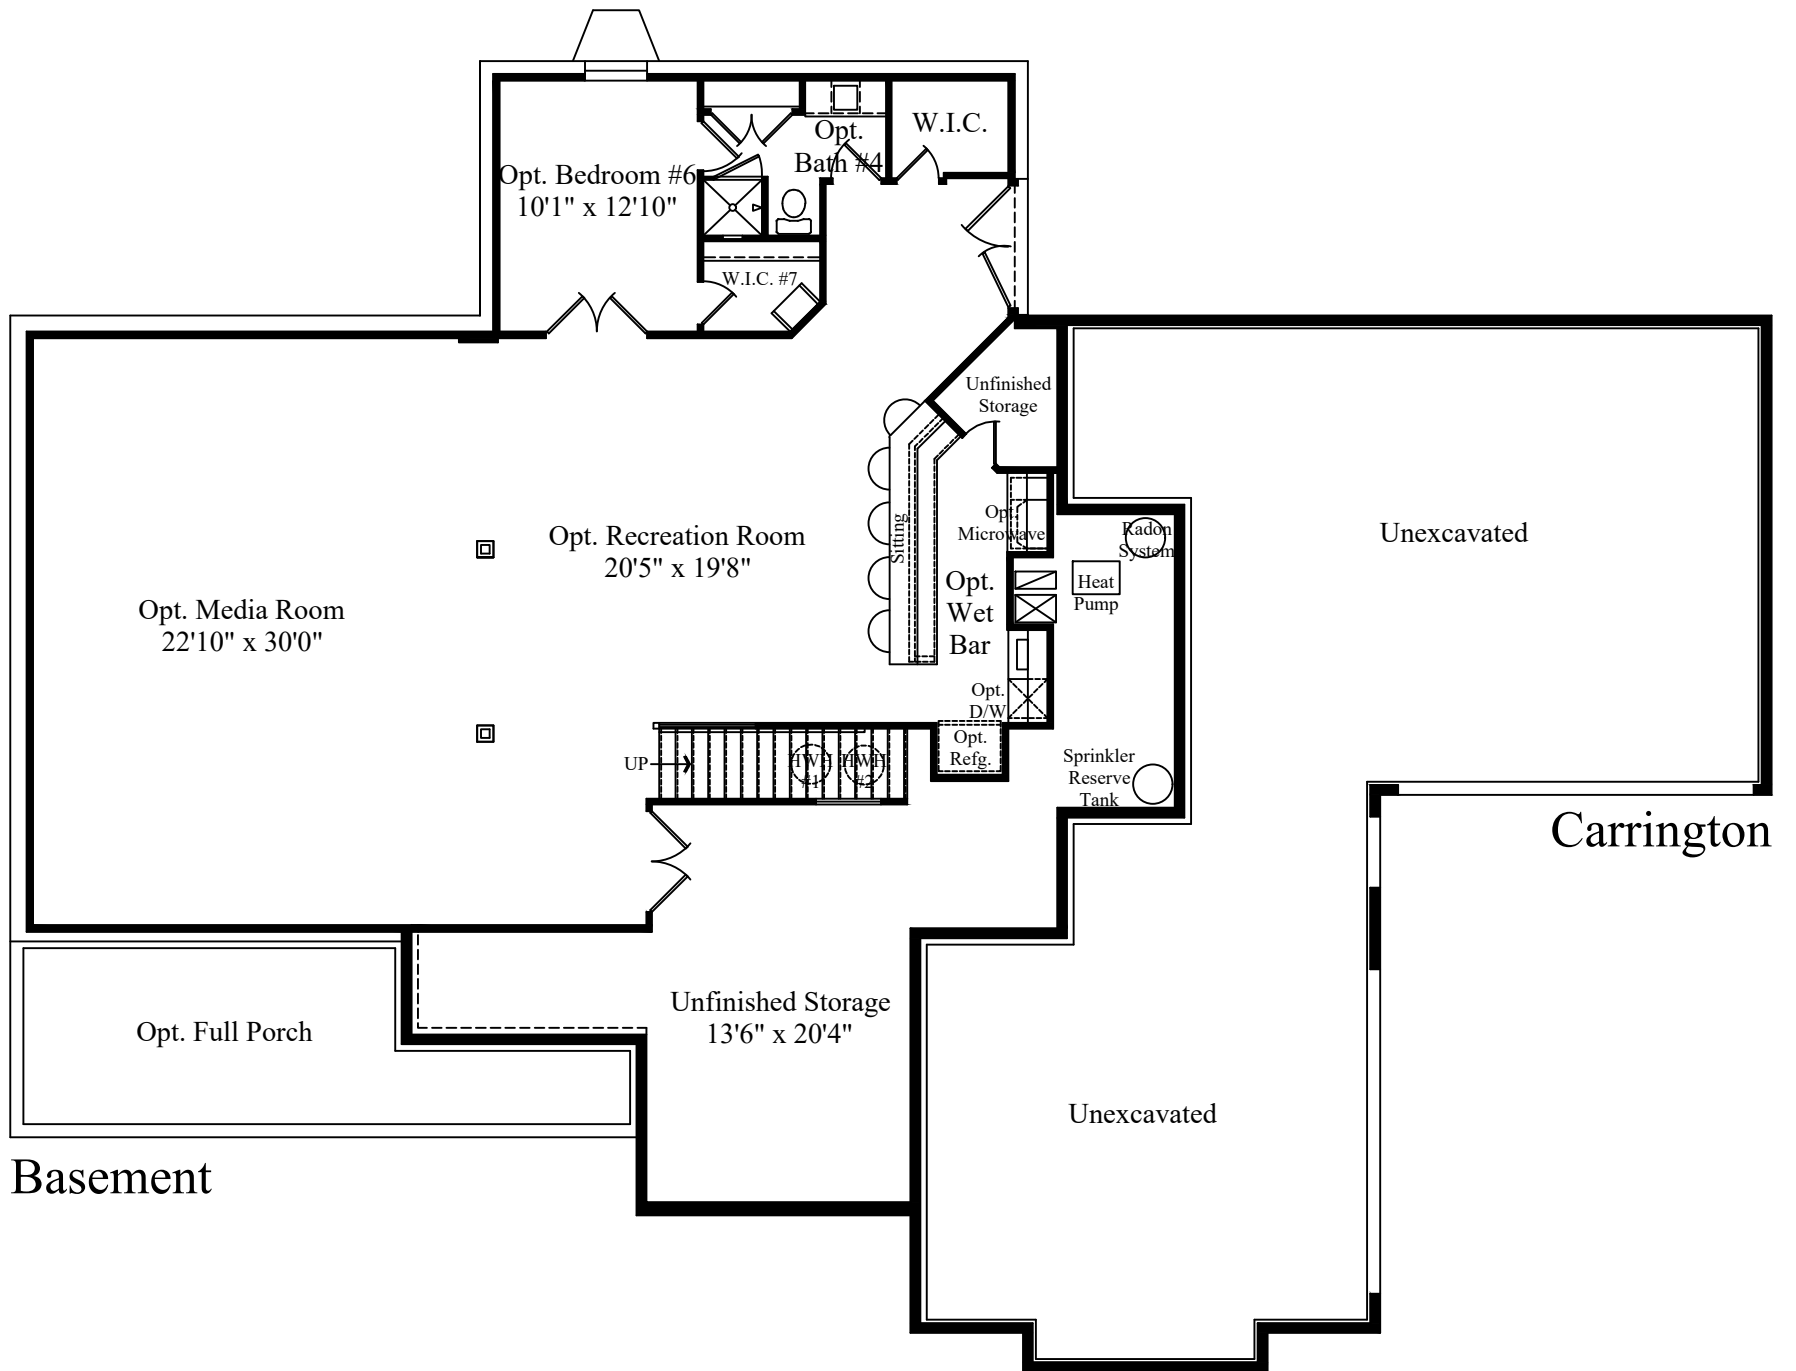 Opt.
Bath #4
W.I.C.
Opt. Bedroom #6
10'1" x 12'10"
W.I.C. #7
Unfinished
Storage
Opt. Recreation Room
20'5" x 19'8"
Sitting
Opt.
Microwave
Radon
System
Heat
Pump
Unexcavated
Opt. Media Room
22'10" x 30'0"
Opt.
Wet
Bar
Opt.
D/W
Opt.
Refg.
UP
HWH
#1
HWH
#2
Sprinkler
Reserve
Tank
Carrington
Unfinished Storage
13'6" x 20'4"
Opt. Full Porch
Unexcavated
Basement